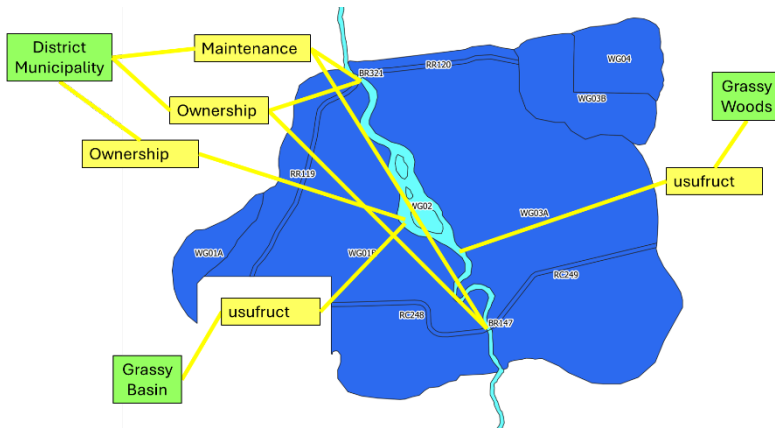 District
Municipality
Maintenance
Ownership
Ownership
BR321
RR120
WG04
WG03B
Grassy
Woods
usufruct
RR119
WG02
WG03A
WG01A
RC249
usufruct
RC248
BR147
Grassy
Basin